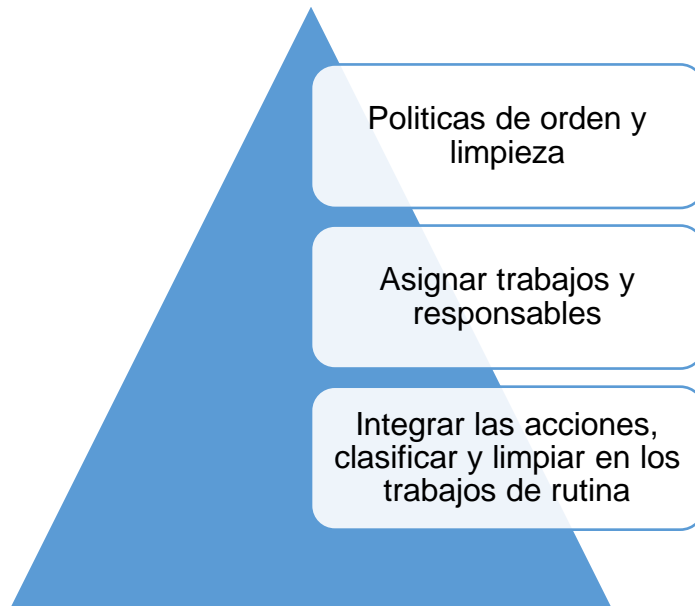 Politicas de orden y
limpieza
Asignar trabajos y
responsables
Integrar las acciones,
clasificar y limpiar en los
trabajos de rutina